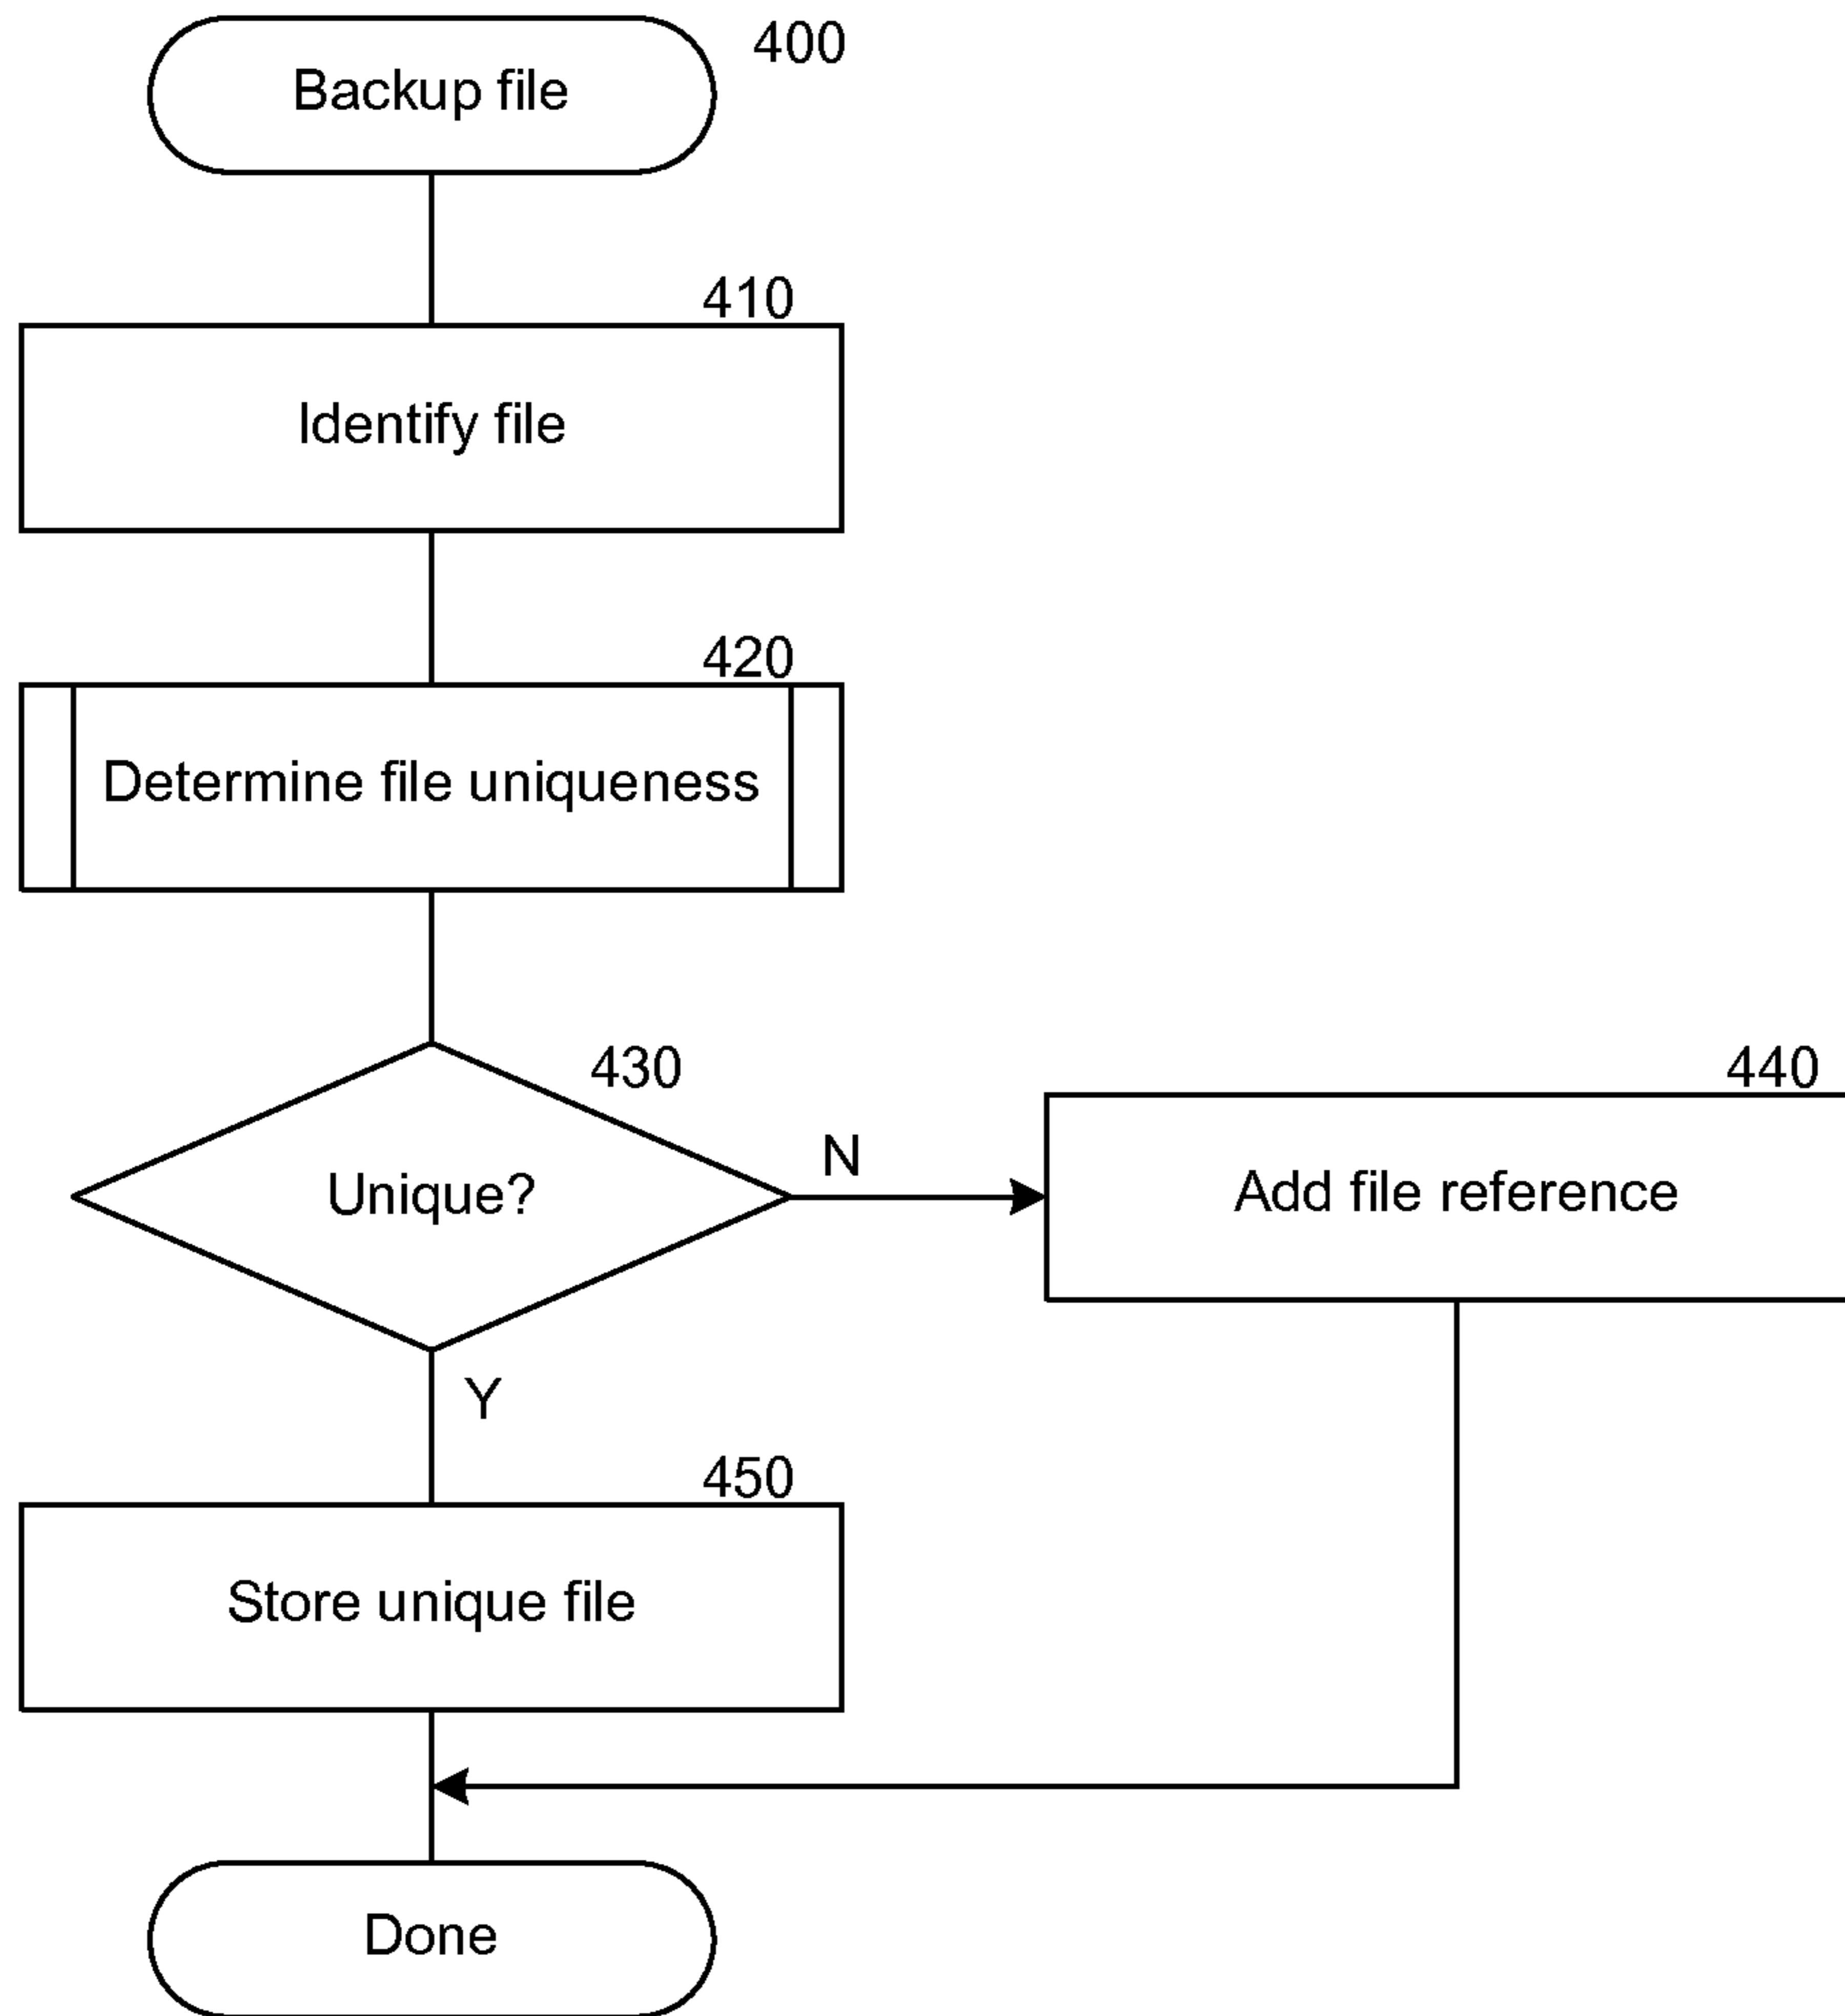 Backup file
400
410
Identify file
420
Determine file uniqueness
430
Unique?
N
440
Add file reference
Y
450
Store unique file
Done